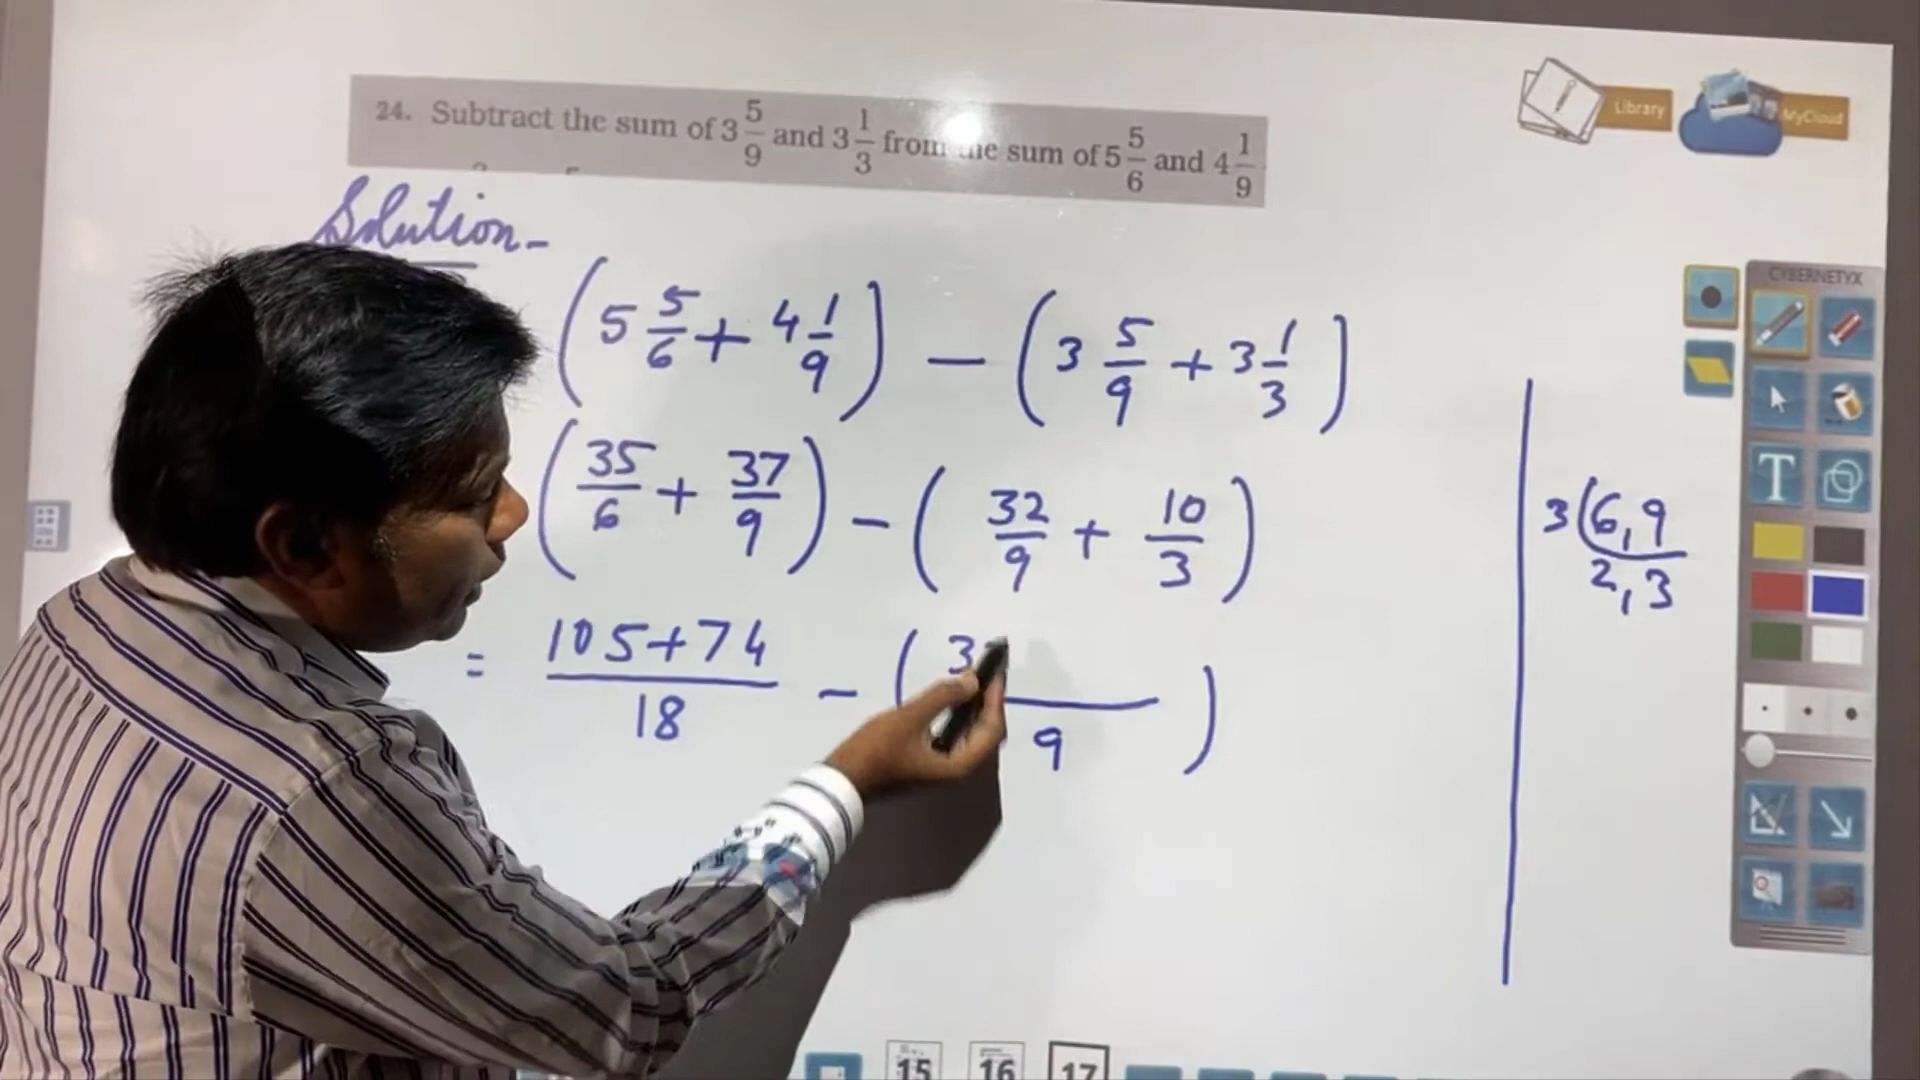 24. Subtract the sum of 3 5/9 and 3 1/3 from the sum of 5 5/6 and 4 1/9
Solution-
(5 5/6 + 4 1/9) - (3 5/9 + 3 1/3)
(35/6 + 37/9) - (32/9 + 10/3)
= 105+74/18 - (3 /9)
3(6,9
2,3
Library
MyCloud
CYBERNETYX
T
15 16 17